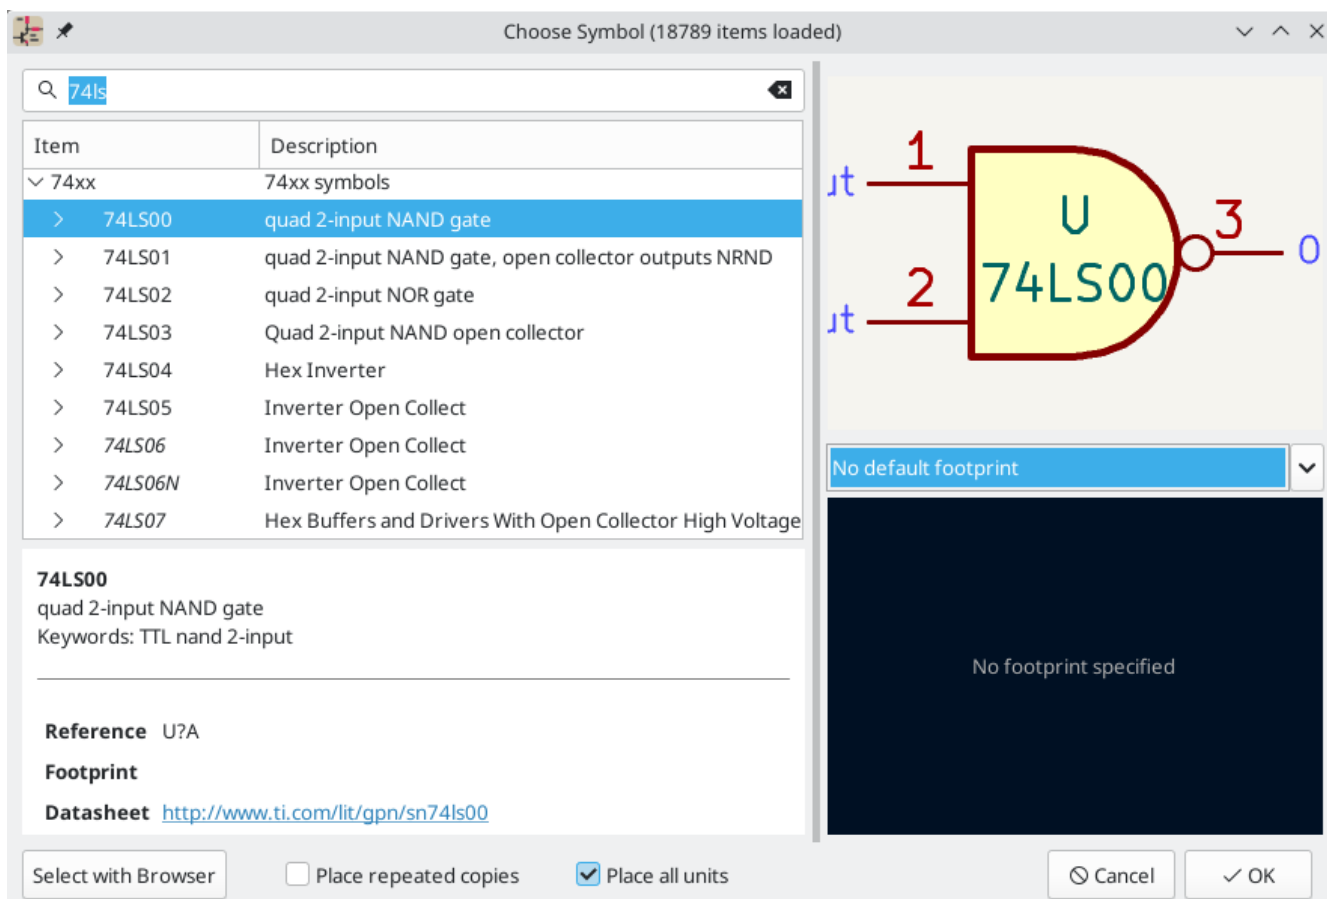 Choose Symbol (18789 items loaded)
74ls
Item Description
74xx 74xx symbols
74LS00 quad 2-input NAND gate
74LS01 quad 2-input NAND gate, open collector outputs NRND
74LS02 quad 2-input NOR gate
74LS03 Quad 2-input NAND open collector
74LS04 Hex Inverter
74LS05 Inverter Open Collect
74LS06 Inverter Open Collect
74LS06N Inverter Open Collect
74LS07 Hex Buffers and Drivers With Open Collector High Voltage
74LS00
quad 2-input NAND gate
Keywords: TTL nand 2-input
Reference U?A
Footprint
Datasheet http://www.ti.com/lit/gpn/sn74ls00
1
ut
U
3
O
2
74LS00
ut
No default footprint
No footprint specified
Select with Browser Place repeated copies Place all units Cancel OK